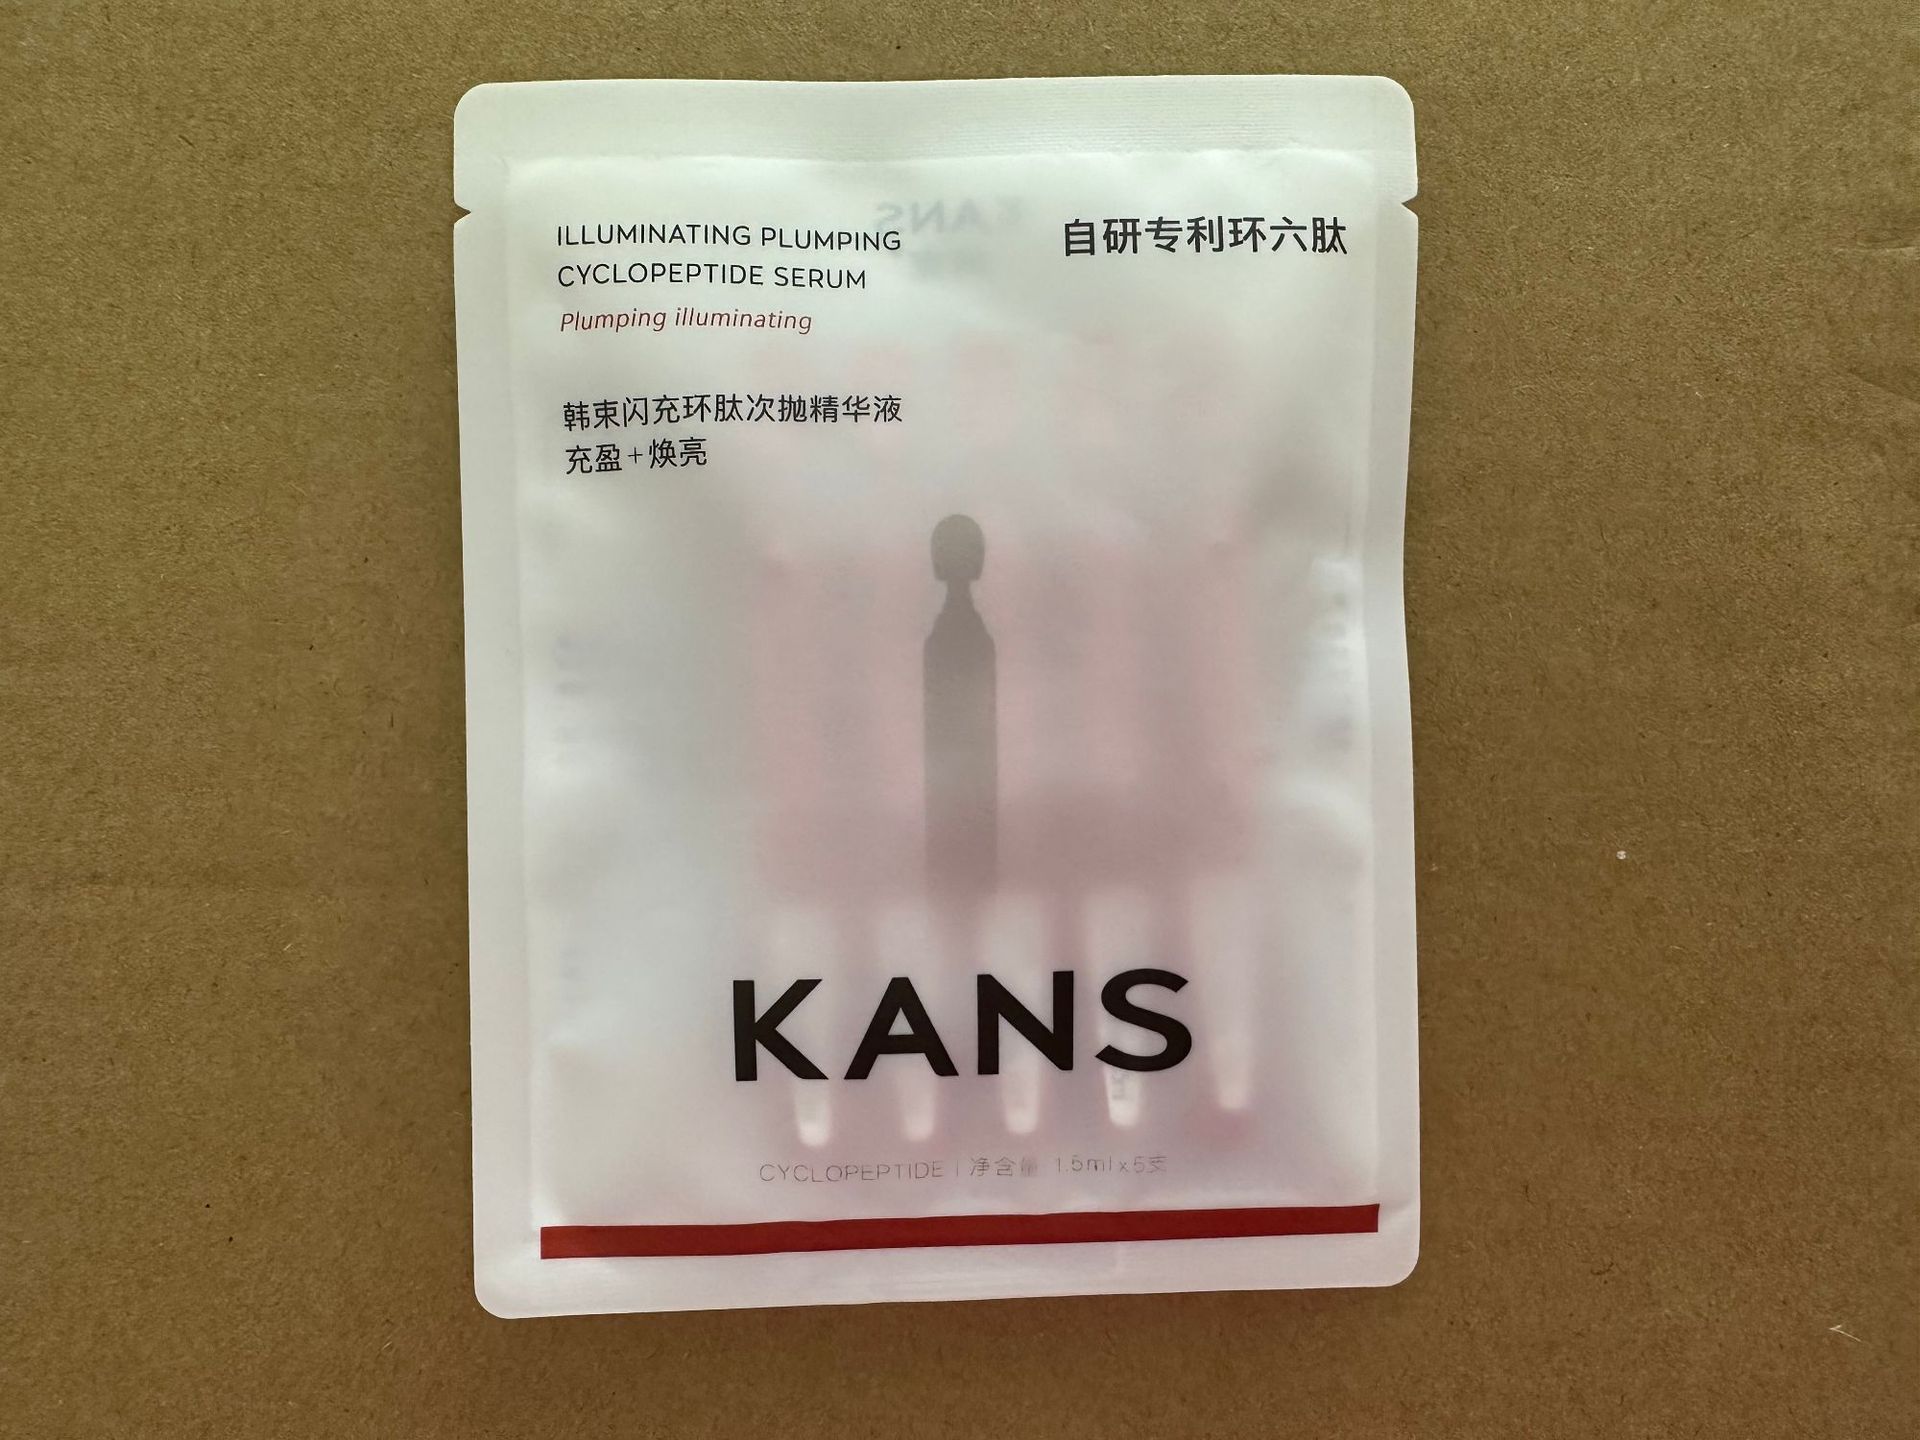 ILLUMINATING PLUMPING
CYCLOPEPTIDE SERUM
Plumping illuminating
自研专利环六肽
韩束闪充环肽次抛精华液
充盈+焕亮
KANS
CYCLOPEPTIDE | 净含量 1.5ml x 5支